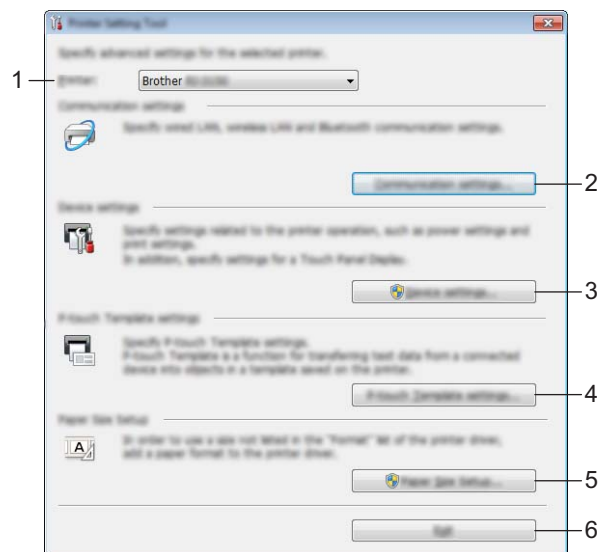 Printer Setting Tool
Specify advanced settings for the selected printer.
1
Printer:
Brother
Communication settings
Specify wired LAN, wireless LAN and Bluetooth communication settings.
Communication settings...
2
Device settings
Specify settings related to the printer operation, such as power settings and
print settings.
In addition, specify settings for a Touch Panel Display.
Device settings...
3
P-touch Template settings
Specify P-touch Template settings.
P-touch Template is a function for transferring text data from a connected
device into objects in a template saved on the printer.
P-touch Template settings...
4
Paper Size Setup
A
In order to use a size not listed in the "Format" list of the printer driver,
add a paper format to the printer driver.
Paper Size Setup...
5
Exit
6